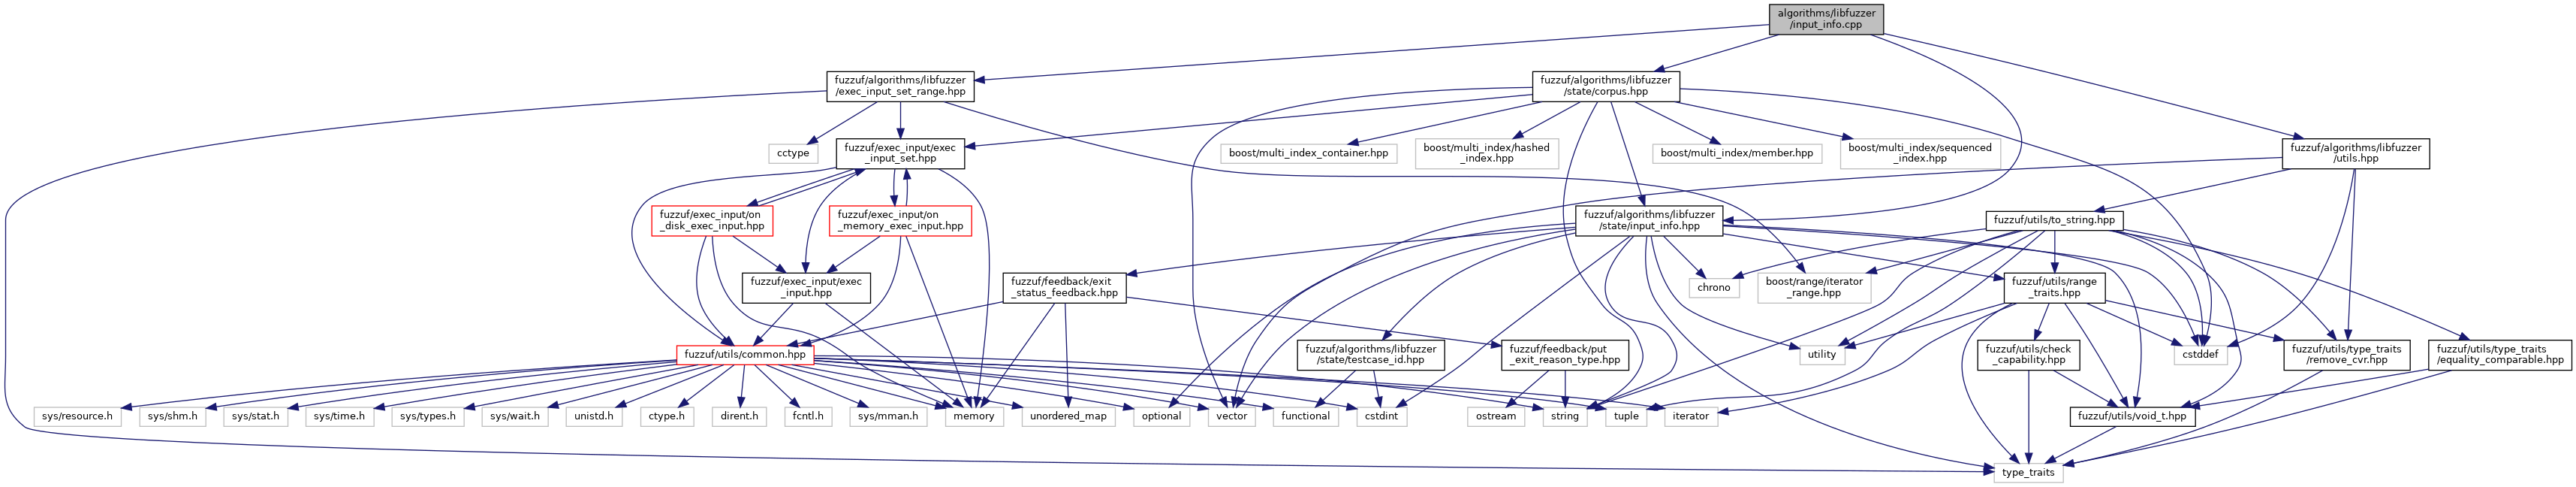 algorithms/libfuzzer
/input_info.cpp
fuzzuf/algorithms/libfuzzer
/exec_input_set_range.hpp
fuzzuf/algorithms/libfuzzer
/state/corpus.hpp
cctype
fuzzuf/exec_input/exec
_input_set.hpp
boost/multi_index_container.hpp
boost/multi_index/hashed
_index.hpp
boost/multi_index/member.hpp
boost/multi_index/sequenced
_index.hpp
fuzzuf/algorithms/libfuzzer
/utils.hpp
fuzzuf/exec_input/on
_disk_exec_input.hpp
fuzzuf/exec_input/on
_memory_exec_input.hpp
fuzzuf/algorithms/libfuzzer
/state/input_info.hpp
fuzzuf/utils/to_string.hpp
fuzzuf/exec_input/exec
_input.hpp
fuzzuf/feedback/exit
_status_feedback.hpp
chrono
boost/range/iterator
_range.hpp
fuzzuf/utils/range
_traits.hpp
fuzzuf/utils/common.hpp
fuzzuf/algorithms/libfuzzer
/state/testcase_id.hpp
fuzzuf/feedback/put
_exit_reason_type.hpp
utility
fuzzuf/utils/check
_capability.hpp
cstddef
fuzzuf/utils/type_traits
/remove_cvr.hpp
fuzzuf/utils/type_traits
/equality_comparable.hpp
sys/resource.h
sys/shm.h
sys/stat.h
sys/time.h
sys/types.h
sys/wait.h
unistd.h
ctype.h
dirent.h
fcntl.h
sys/mman.h
memory
unordered_map
optional
vector
functional
cstdint
ostream
string
tuple
iterator
fuzzuf/utils/void_t.hpp
type_traits